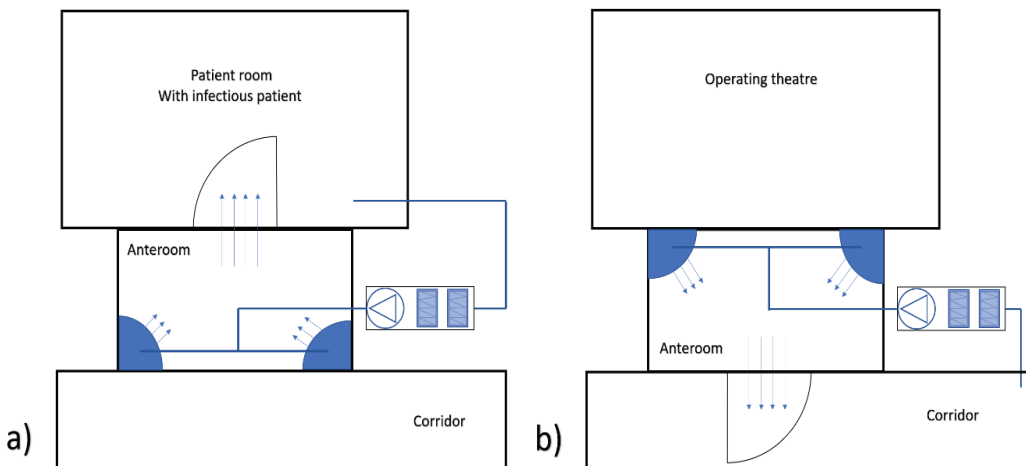 Patient room
With infectious patient
Anteroom
Corridor
a)
Operating theatre
Anteroom
Corridor
b)